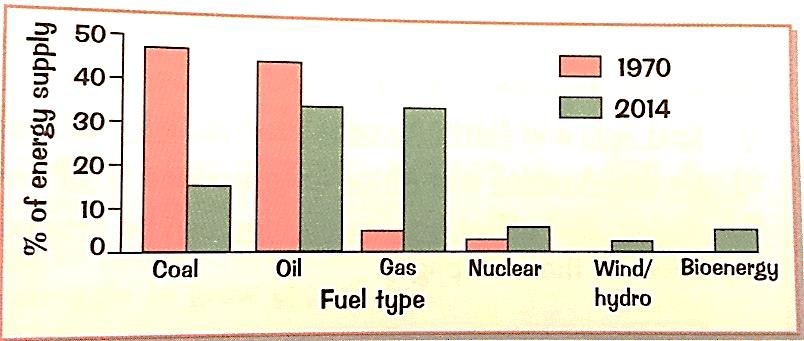 % of energy supply
50
40
30
20
10
0
1970
2014
Coal
Oil
Gas
Nuclear
Wind/
hydro
Bioenergy
Fuel type